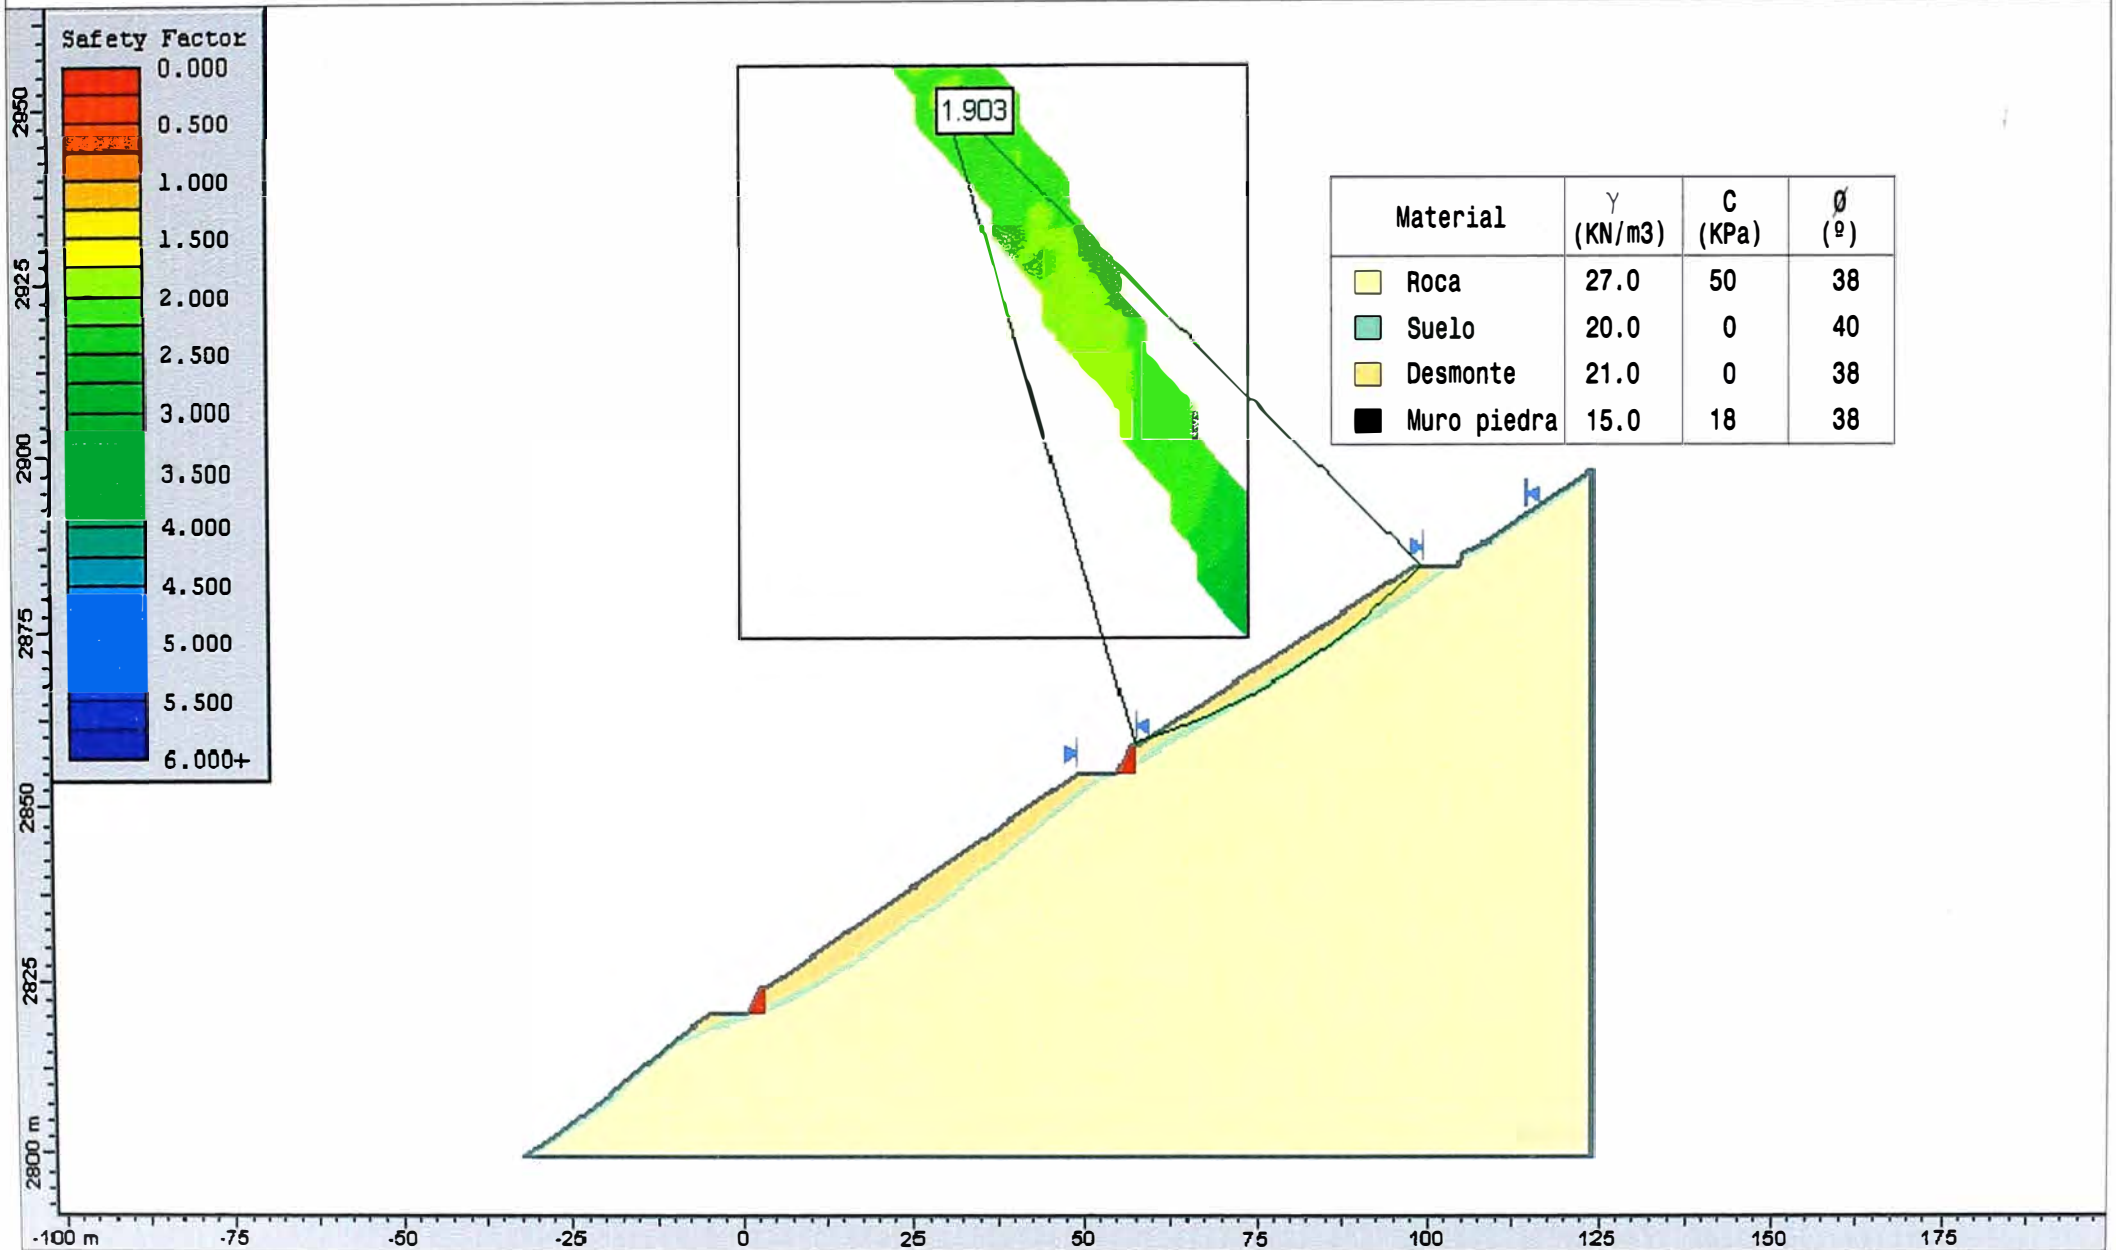 Safety Factor
0.000
0.500
1.000
1.500
2.000
2.500
3.000
3.500
4.000
4.500
5.000
5.500
6.000+
1.903
Material γ (KN/m3) C (KPa) Ø (º)
Roca 27.0 50 38
Suelo 20.0 0 40
Desmonte 21.0 0 38
Muro piedra 15.0 18 38
2950
2925
2900
2875
2850
2825
2800 m
-100 m -75 -50 -25 0 25 50 75 100 125 150 175